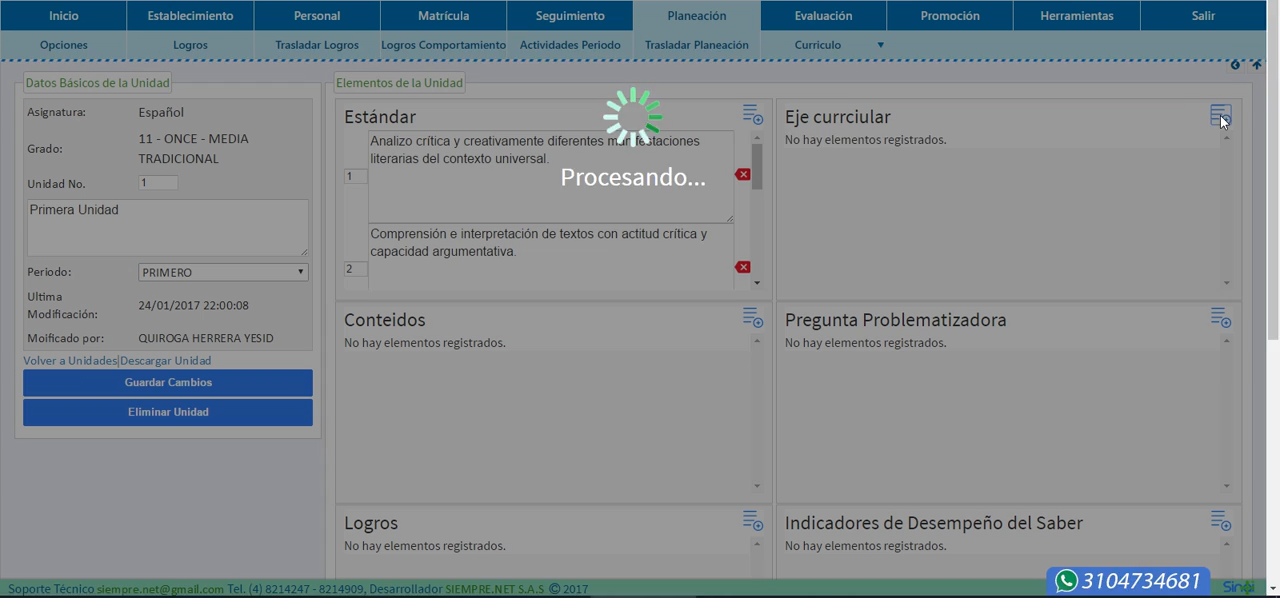 Inicio
Establecimiento
Personal
Matrícula
Seguimiento
Planeación
Evaluación
Promoción
Herramientas
Salir
Opciones
Logros
Trasladar Logros
Logros Comportamiento
Actividades Periodo
Trasladar Planeación
Curriculo
Datos Básicos de la Unidad
Asignatura: Español
Grado: 11 - ONCE - MEDIA
TRADICIONAL
Unidad No. 1
Primera Unidad
Período: PRIMERO
Ultima
Modificación: 24/01/2017 22:00:08
Moificado por: QUIROGA HERRERA YESID
Volver a Unidades|Descargar Unidad
Guardar Cambios
Eliminar Unidad
Elementos de la Unidad
Estándar
1
Analizo crítica y creativamente diferentes manifestaciones
literarias del contexto universal.
2
Comprensión e interpretación de textos con actitud crítica y
capacidad argumentativa.
Procesando...
Eje currciular
No hay elementos registrados.
Conteidos
No hay elementos registrados.
Pregunta Problematizadora
No hay elementos registrados.
Logros
No hay elementos registrados.
Indicadores de Desempeño del Saber
No hay elementos registrados.
Soporte Técnico siempre.net@gmail.com Tel. (4) 8214247 - 8214909, Desarrollador SIEMPRE.NET S.A.S © 2017
3104734681